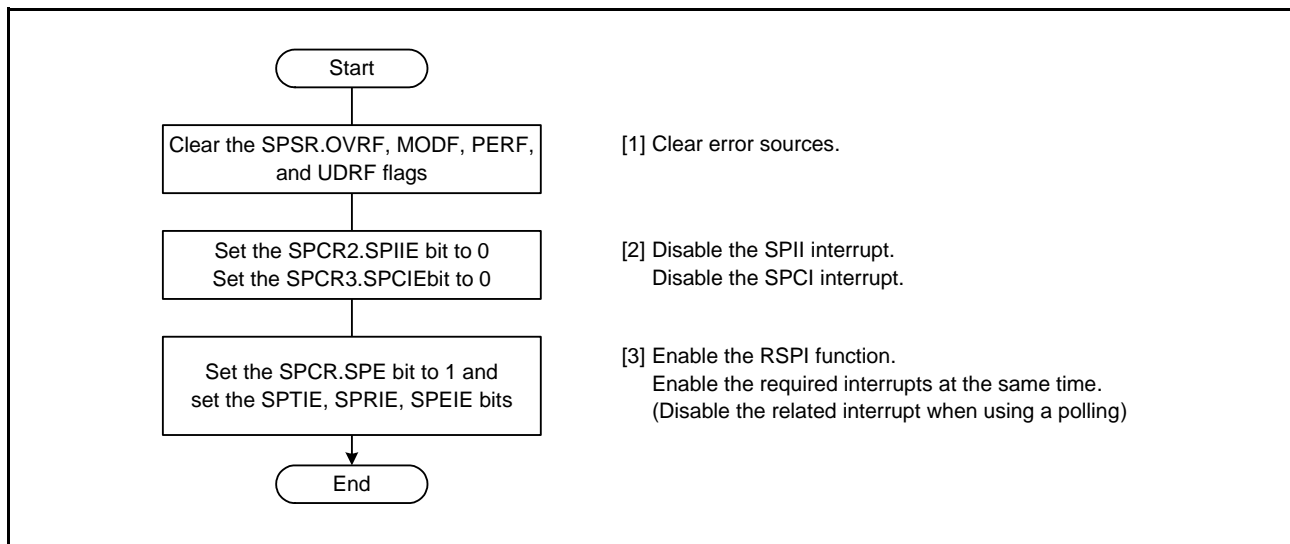 Start
Clear the SPSR.OVRF, MODF, PERF,
and UDRF flags
[1] Clear error sources.
Set the SPCR2.SPIIE bit to 0
Set the SPCR3.SPCIEbit to 0
[2] Disable the SPII interrupt.
Disable the SPCI interrupt.
Set the SPCR.SPE bit to 1 and
set the SPTIE, SPRIE, SPEIE bits
[3] Enable the RSPI function.
Enable the required interrupts at the same time.
(Disable the related interrupt when using a polling)
End